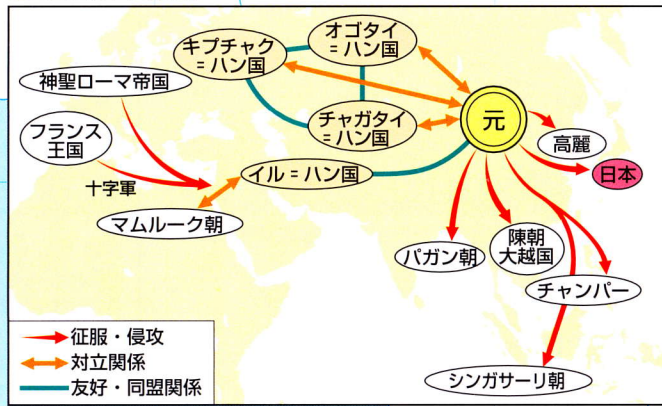 キプチャク
＝ハン国
オゴタイ
＝ハン国
神聖ローマ帝国
チャガタイ
＝ハン国
元
フランス
王国
高麗
日本
十字軍
イル＝ハン国
マムルーク朝
パガン朝
陳朝
大越国
チャンパー
シンガサーリ朝
征服・侵攻
対立関係
友好・同盟関係